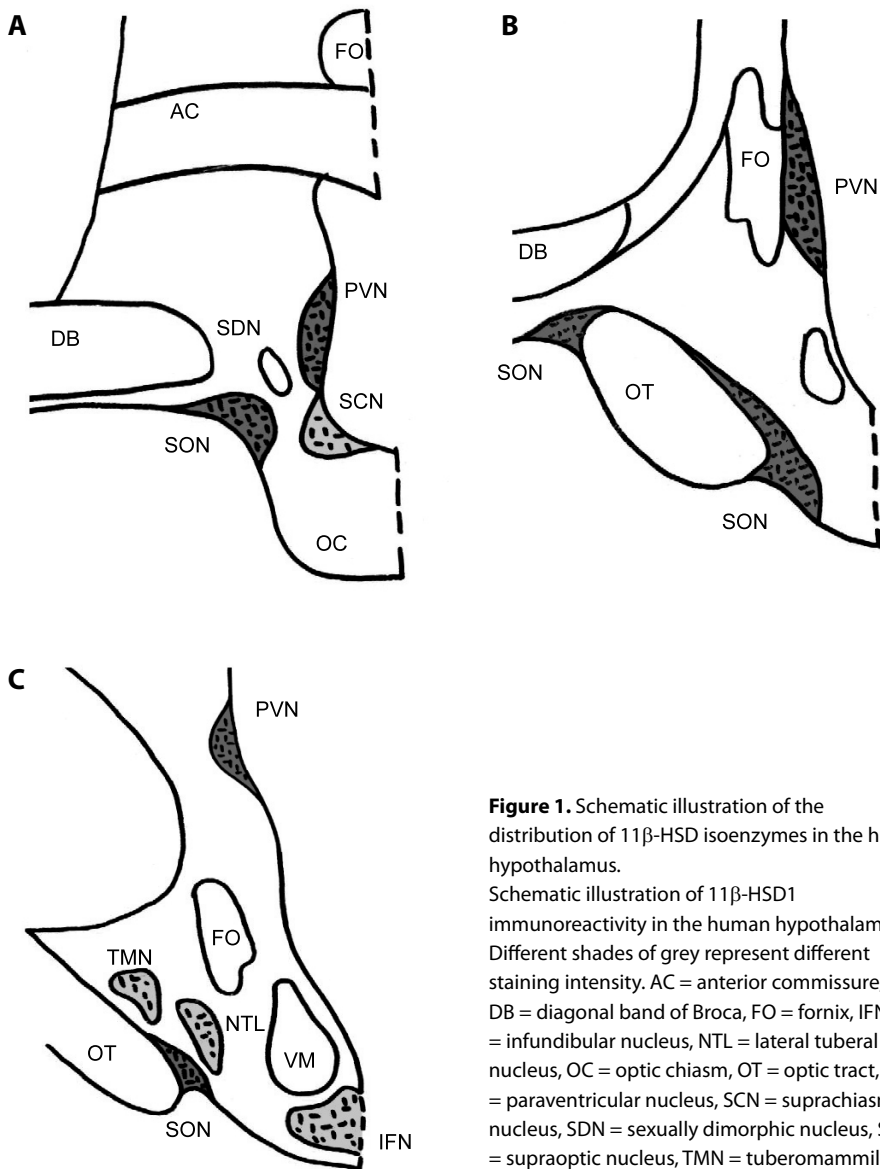 A
FO
AC
PVN
SDN
DB
SCN
SON
OC
B
FO
PVN
DB
SON
OT
SON
C
PVN
FO
TMN
NTL
OT
VM
SON
IFN
Figure 1. Schematic illustration of the
distribution of 11β-HSD isoenzymes in the h
hypothalamus.
Schematic illustration of 11β-HSD1
immunoreactivity in the human hypothalam
Different shades of grey represent different
staining intensity. AC = anterior commissure,
DB = diagonal band of Broca, FO = fornix, IFN
= infundibular nucleus, NTL = lateral tuberal
nucleus, OC = optic chiasm, OT = optic tract,
= paraventricular nucleus, SCN = suprachiasm
nucleus, SDN = sexually dimorphic nucleus, S
= supraoptic nucleus, TMN = tuberomammil